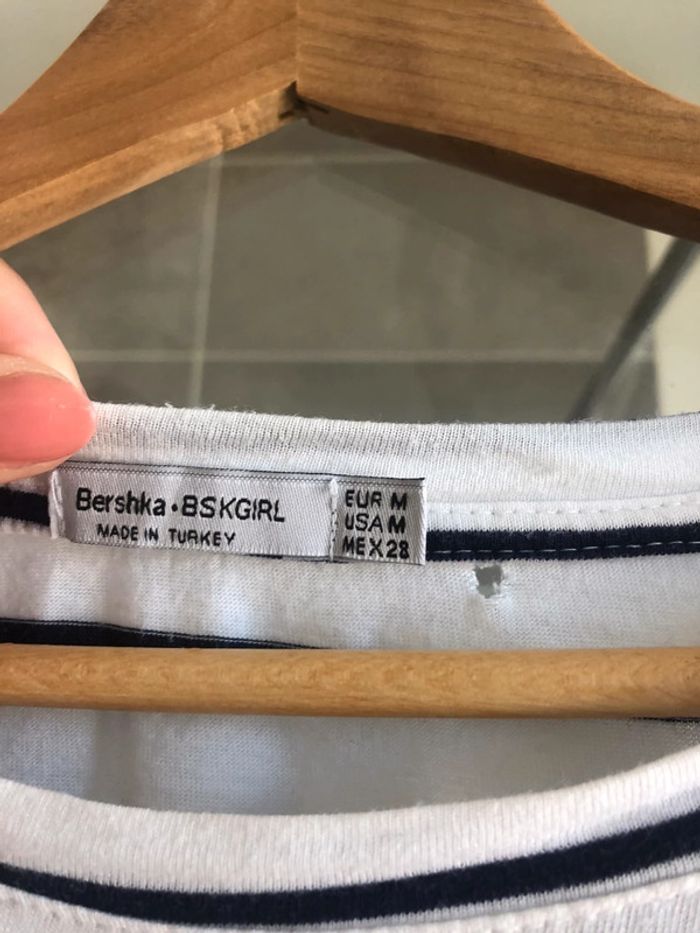 Bershka • BSKGIRL
MADE IN TURKEY
EUR M
USA M
MEX 28